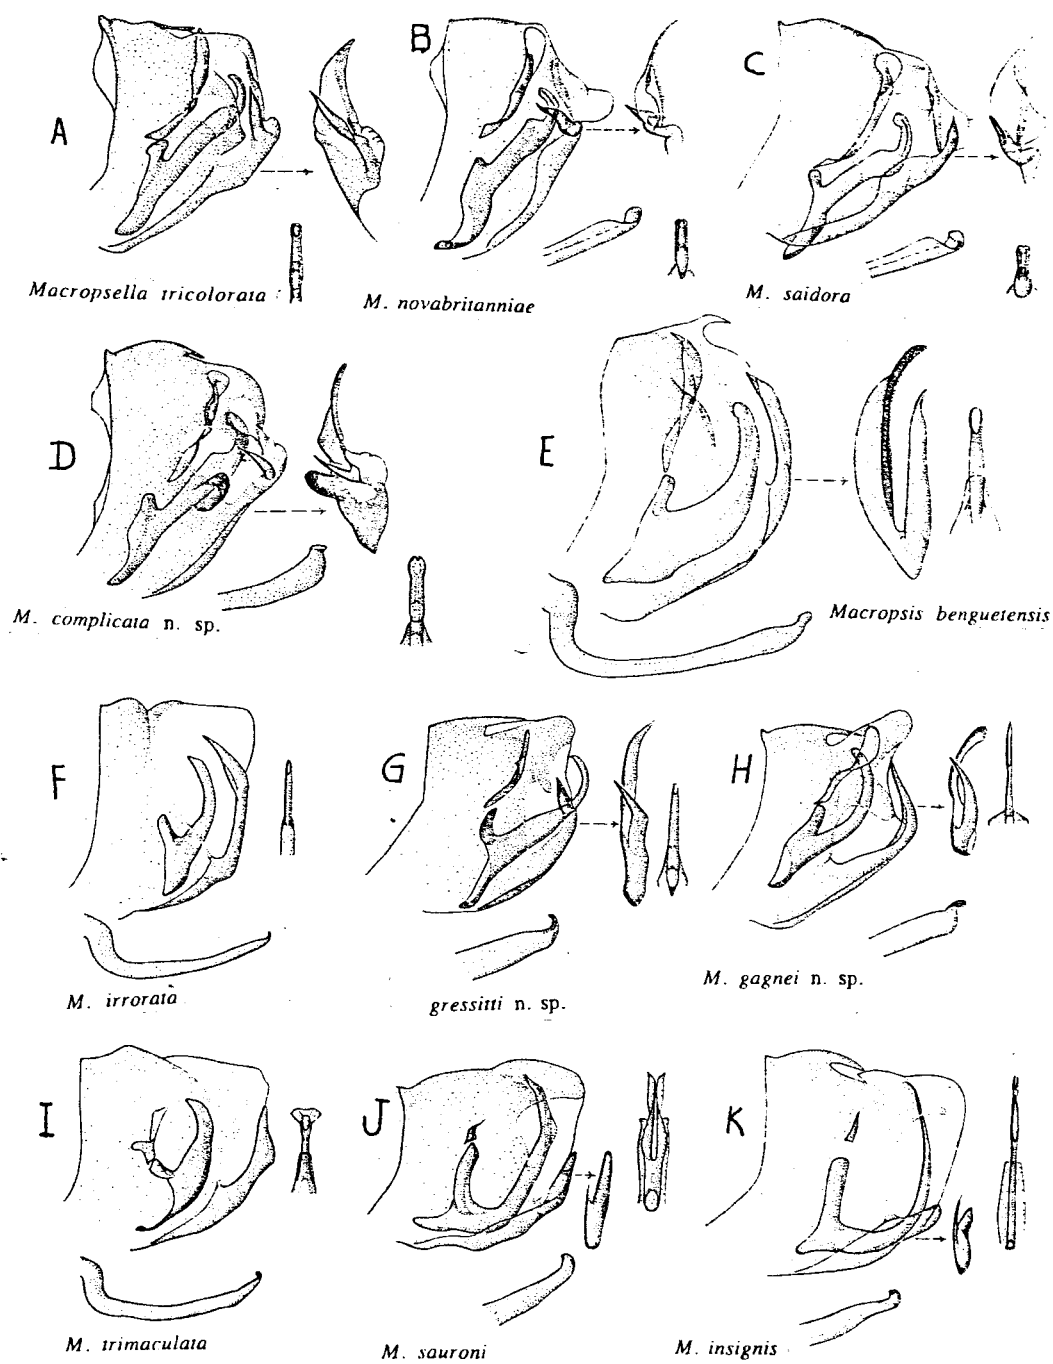 A
B
C
Macropsella tricolorata
M. novabritanniae
M. saidora
D
E
M. complicata n. sp.
Macropsis benguetensis
F
G
H
M. irrorata
gressitti n. sp.
M. gagnei n. sp.
I
J
K
M. trimaculata
M. sauroni
M. insignis